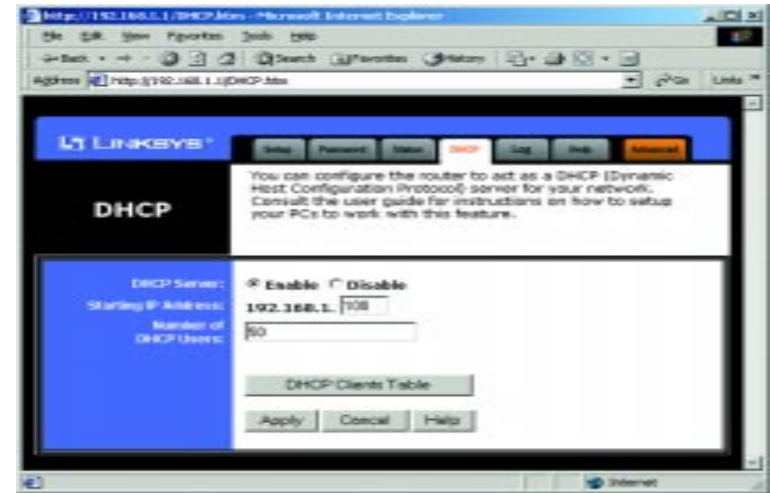 http://192.168.1.1/DHCP.htm - Microsoft Internet Explorer
File Edit View Favorites Tools Help
Back Search Favorites History
Address http://192.168.1.1/DHCP.htm Go Links »
LINKSYS®
Setup Password Status DHCP Log Help Advanced
DHCP
You can configure the router to act as a DHCP (Dynamic
Host Configuration Protocol) server for your network.
Consult the user guide for instructions on how to setup
your PCs to work with this feature.
DHCP Server: Enable Disable
Starting IP Address: 192.168.1. 100
Number of
DHCP Users: 50
DHCP Clients Table
Apply Cancel Help
Internet